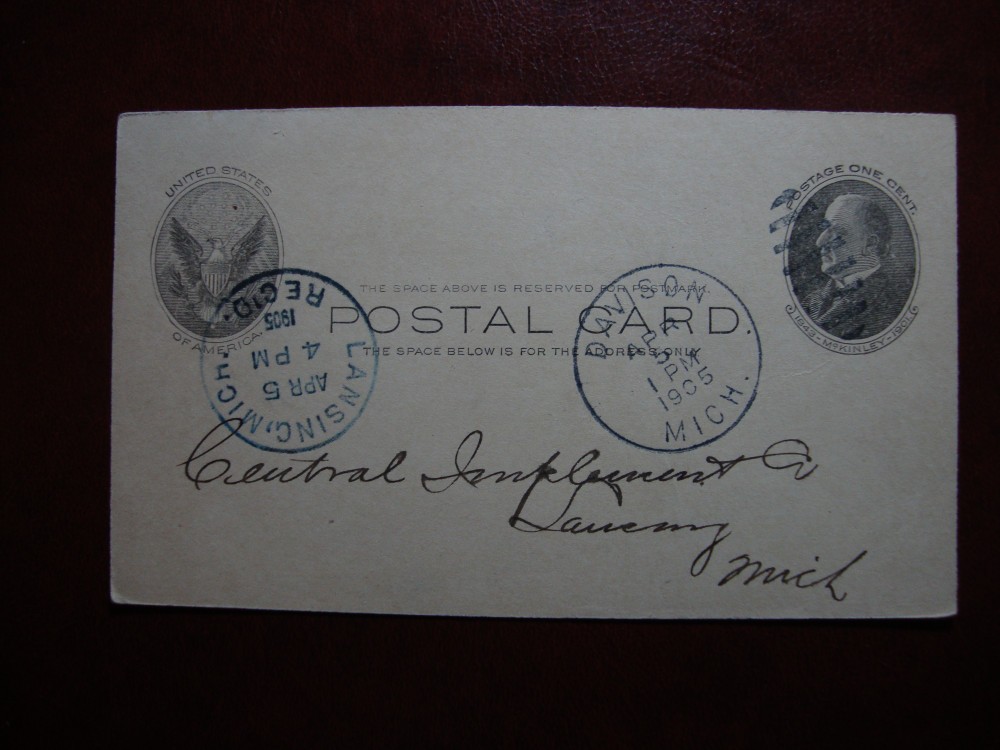 UNITED STATES
OF AMERICA.
POSTAGE ONE CENT.
1843-McKINLEY-1901
THE SPACE ABOVE IS RESERVED FOR POSTMARK.
POSTAL CARD.
THE SPACE BELOW IS FOR THE ADDRESS ONLY.
LANSING, MICH.
APR 5
4 PM
1905
REC'D.
DAVISON
APR
5
1 PM
1905
MICH.
Central Implement Co
Lansing
Mich